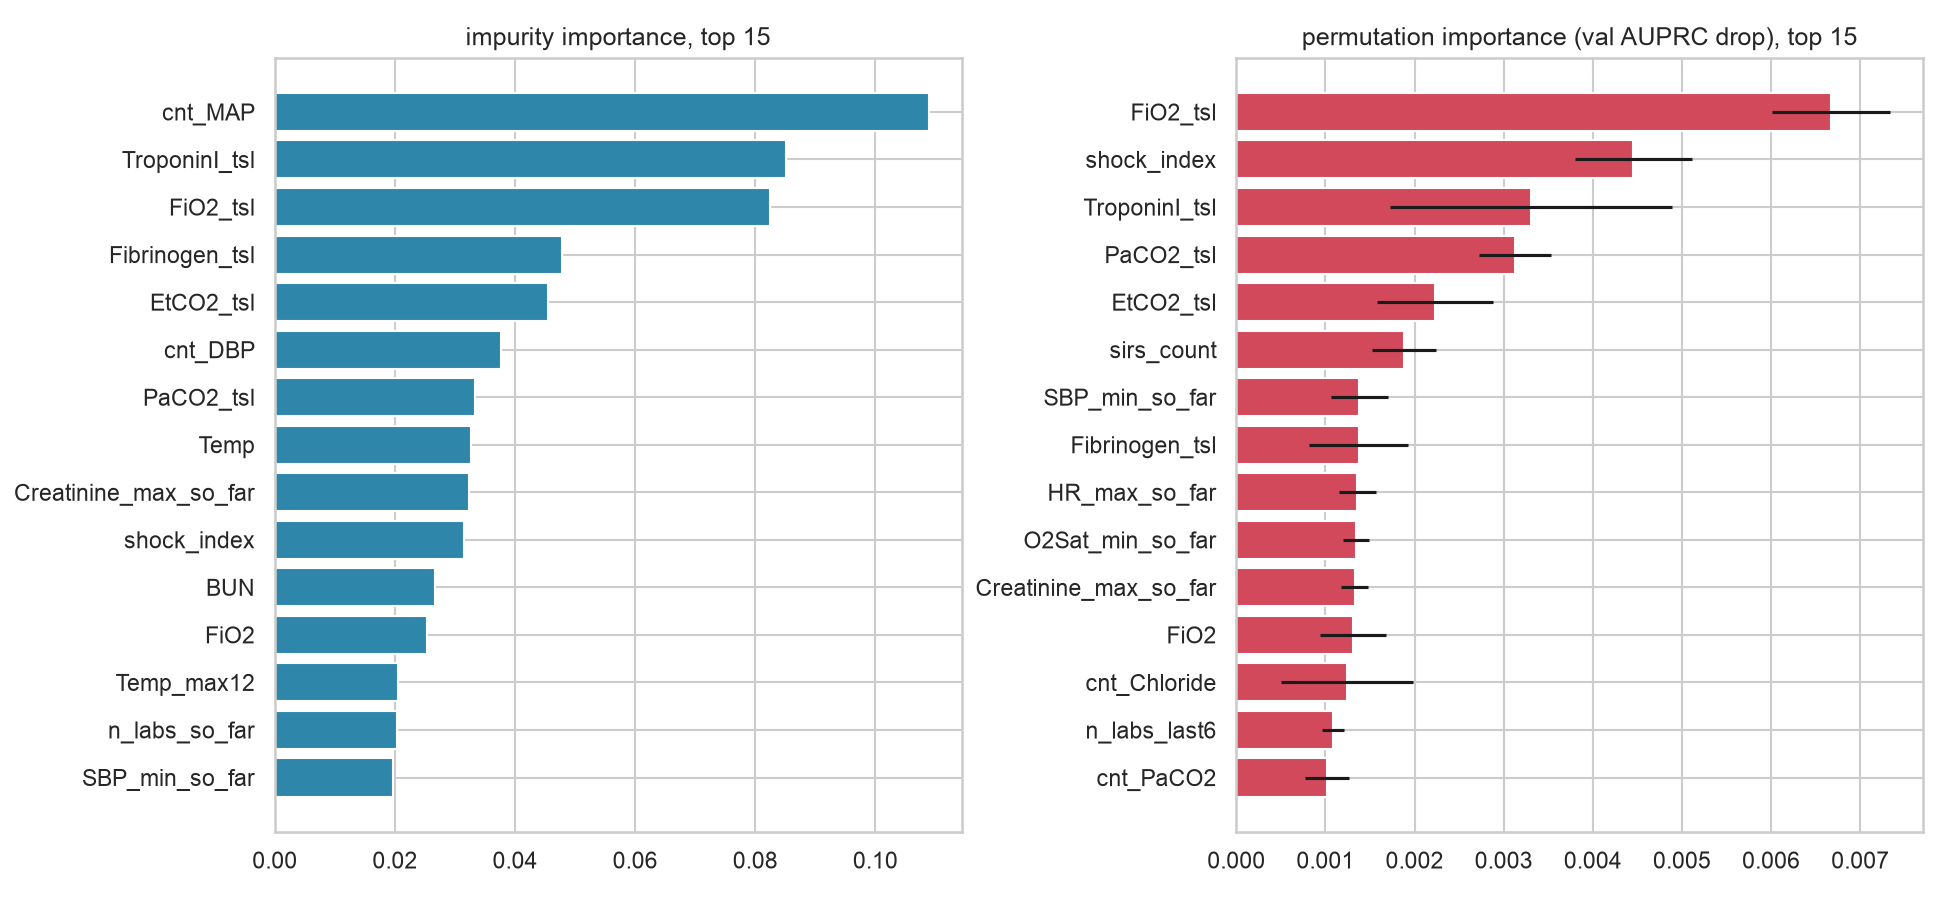 impurity importance, top 15
cnt_MAP
TroponinI_tsl
FiO2_tsl
Fibrinogen_tsl
EtCO2_tsl
cnt_DBP
PaCO2_tsl
Temp
Creatinine_max_so_far
shock_index
BUN
FiO2
Temp_max12
n_labs_so_far
SBP_min_so_far
0.00 0.02 0.04 0.06 0.08 0.10
permutation importance (val AUPRC drop), top 15
FiO2_tsl
shock_index
TroponinI_tsl
PaCO2_tsl
EtCO2_tsl
sirs_count
SBP_min_so_far
Fibrinogen_tsl
HR_max_so_far
O2Sat_min_so_far
Creatinine_max_so_far
FiO2
cnt_Chloride
n_labs_last6
cnt_PaCO2
0.000 0.001 0.002 0.003 0.004 0.005 0.006 0.007